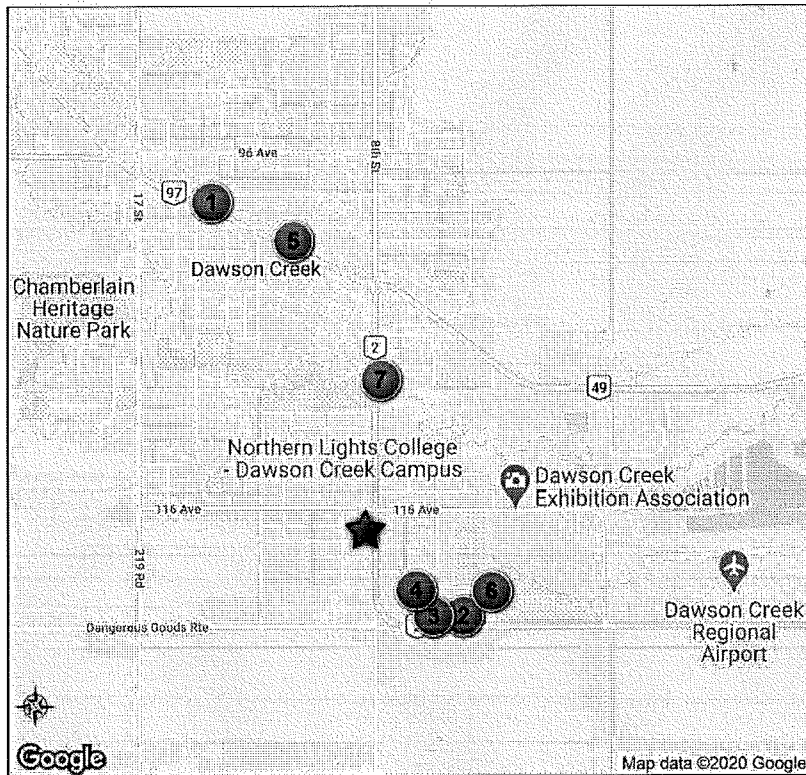 96 Ave
8th St
97
17 St
1
5
Dawson Creek
Chamberlain
Heritage
Nature Park
2
7
49
Northern Lights College
- Dawson Creek Campus
Dawson Creek
Exhibition Association
116 Ave
116 Ave
219 Rd
4
6
3
2
Dangerous Goods Rte
Dawson Creek
Regional
Airport
Google
Map data ©2020 Google